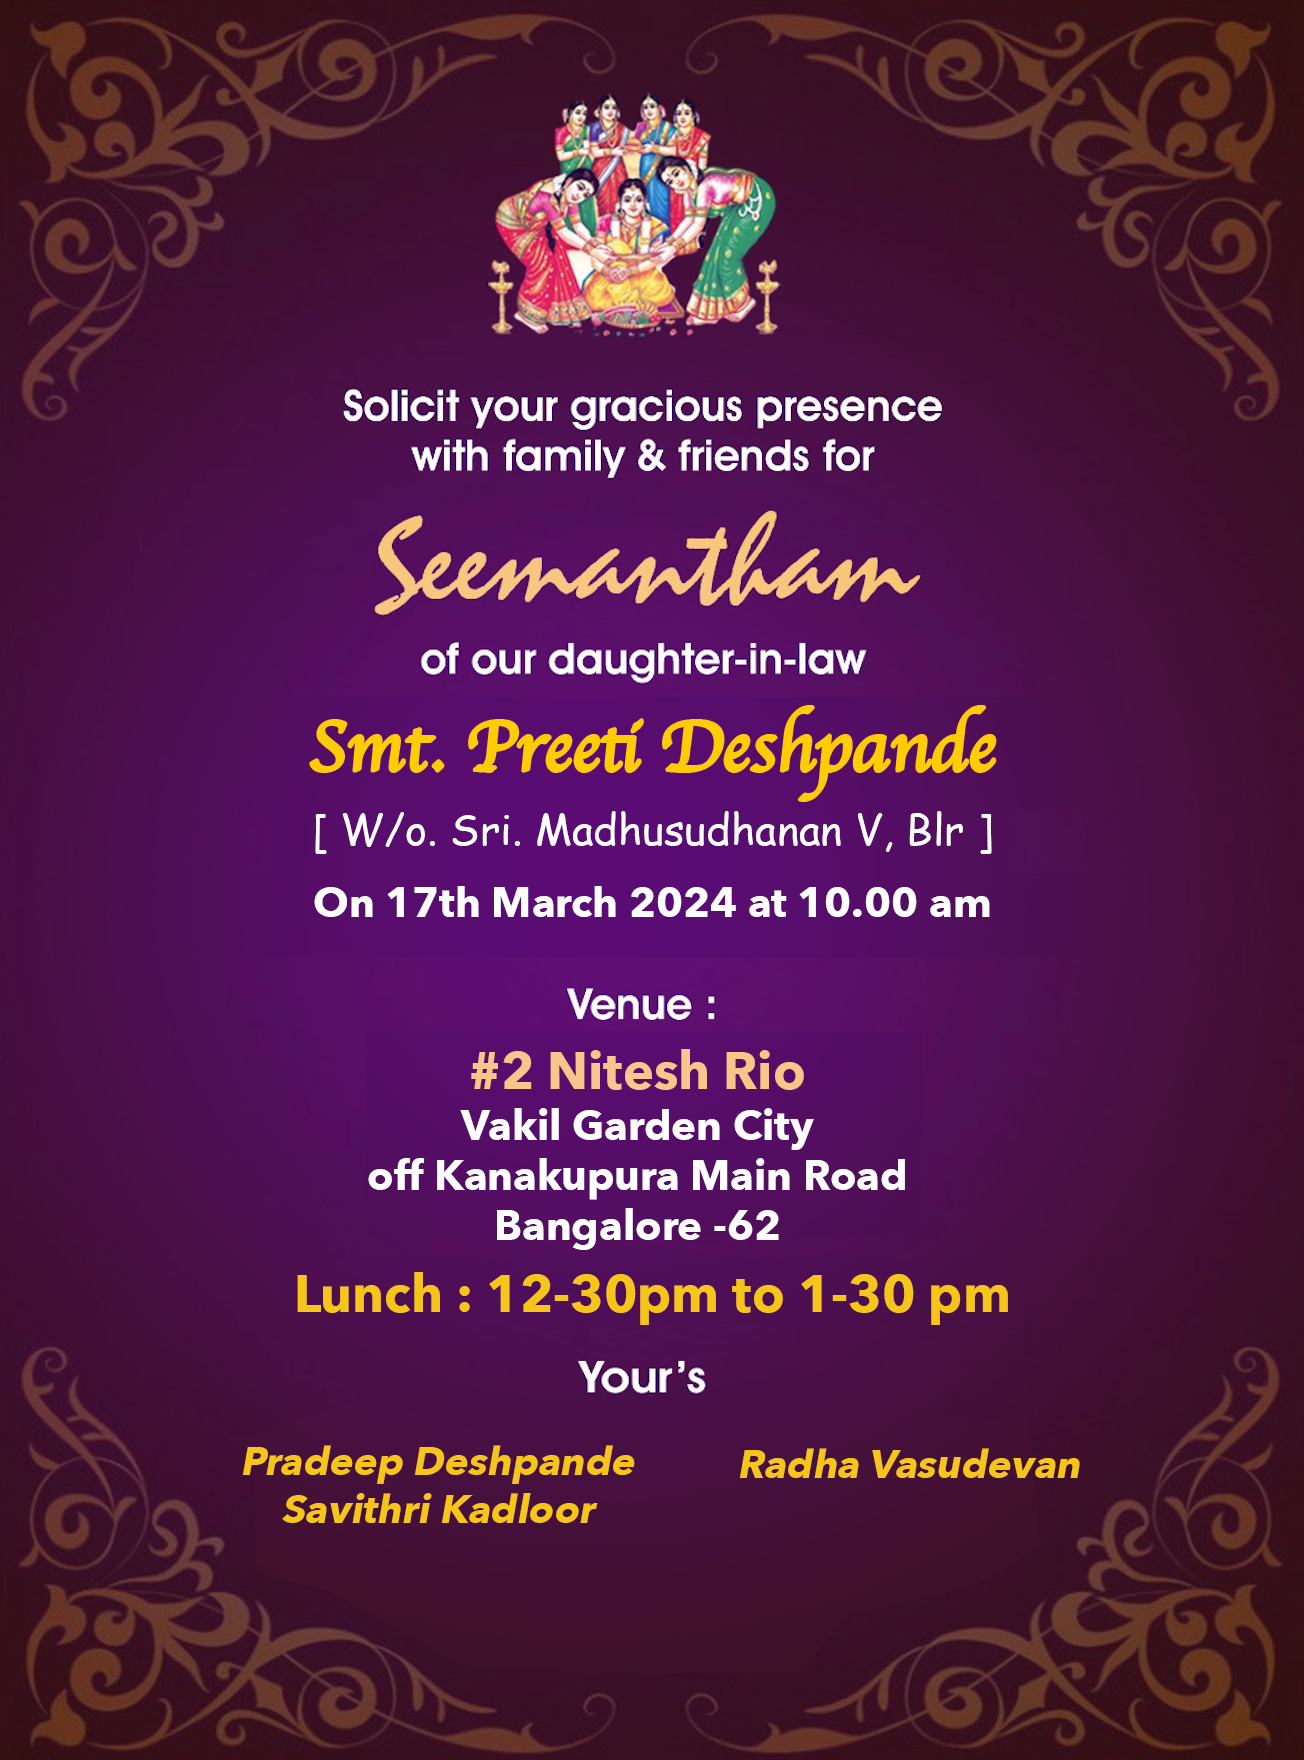 Solicit your gracious presence
with family & friends for
Seemantham
of our daughter-in-law
Smt. Preeti Deshpande
[ W/o. Sri. Madhusudhanan V, Blr ]
On 17th March 2024 at 10.00 am
Venue :
#2 Nitesh Rio
Vakil Garden City
off Kanakupura Main Road
Bangalore -62
Lunch : 12-30pm to 1-30 pm
Your's
Pradeep Deshpande
Savithri Kadloor
Radha Vasudevan